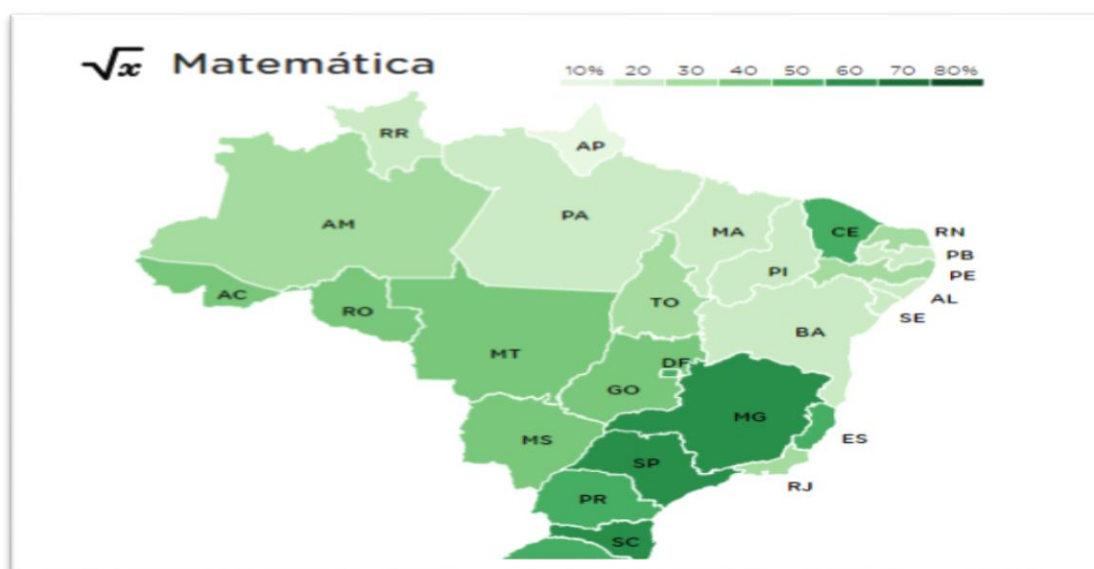 √x Matemática
10% 20 30 40 50 60 70 80%
RR
AP
AM
PA
MA
CE
RN
PB
PI
PE
AC
TO
AL
RO
SE
BA
MT
DF
GO
MG
MS
ES
SP
RJ
PR
SC